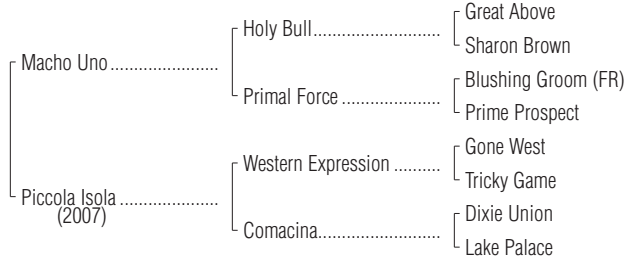 Great Above
Holy Bull..........................
Sharon Brown
Macho Uno ......................
Blushing Groom (FR)
Primal Force ....................
Prime Prospect
Gone West
Western Expression ..........
Tricky Game
Piccola Isola ....................
(2007)
Dixie Union
Comacina.........................
Lake Palace